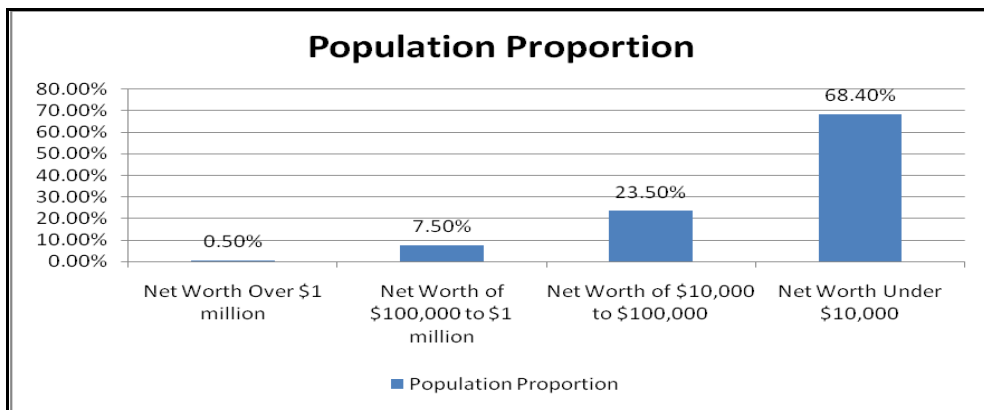 Population Proportion
80.00%
70.00%
60.00%
50.00%
40.00%
30.00%
20.00%
10.00%
0.00%
0.50%
7.50%
23.50%
68.40%
Net Worth Over $1
million
Net Worth of
$100,000 to $1
million
Net Worth of $10,000
to $100,000
Net Worth Under
$10,000
Population Proportion